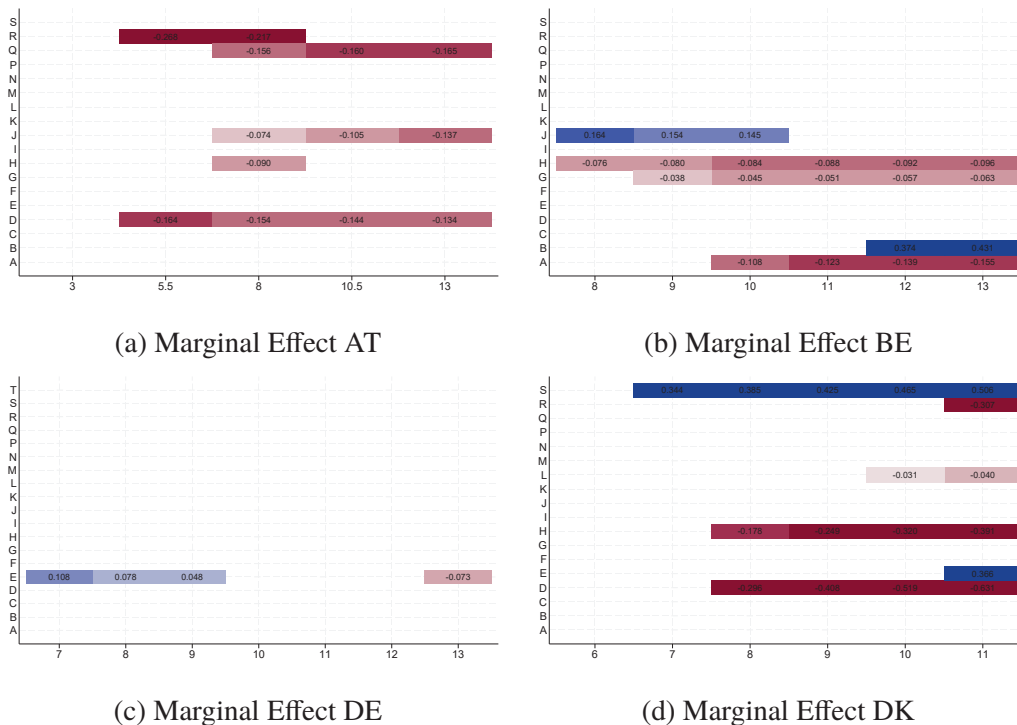 S
R -0.268 -0.217
Q -0.156 -0.160 -0.165
P
N
M
L
K
J -0.074 -0.105 -0.137
I
H -0.090
G
F
E
D -0.164 -0.154 -0.144 -0.134
C
B
A
3 5.5 8 10.5 13
(a) Marginal Effect AT
S
R
Q
P
N
M
L
K
J 0.164 0.154 0.145
I
H -0.076 -0.080 -0.084 -0.088 -0.092 -0.096
G -0.038 -0.045 -0.051 -0.057 -0.063
F
E
D
C
B 0.374 0.431
A -0.108 -0.123 -0.139 -0.155
8 9 10 11 12 13
(b) Marginal Effect BE
T
S
R
Q
P
N
M
L
K
J
I
H
G
F
E 0.108 0.078 0.048 -0.073
D
C
B
A
7 8 9 10 11 12 13
(c) Marginal Effect DE
S 0.344 0.385 0.425 0.465 0.506
R -0.307
Q
P
N
M
L -0.031 -0.040
K
J
I
H -0.178 -0.249 -0.320 -0.391
G
F
E 0.366
D -0.296 -0.408 -0.519 -0.631
C
B
A
6 7 8 9 10 11
(d) Marginal Effect DK